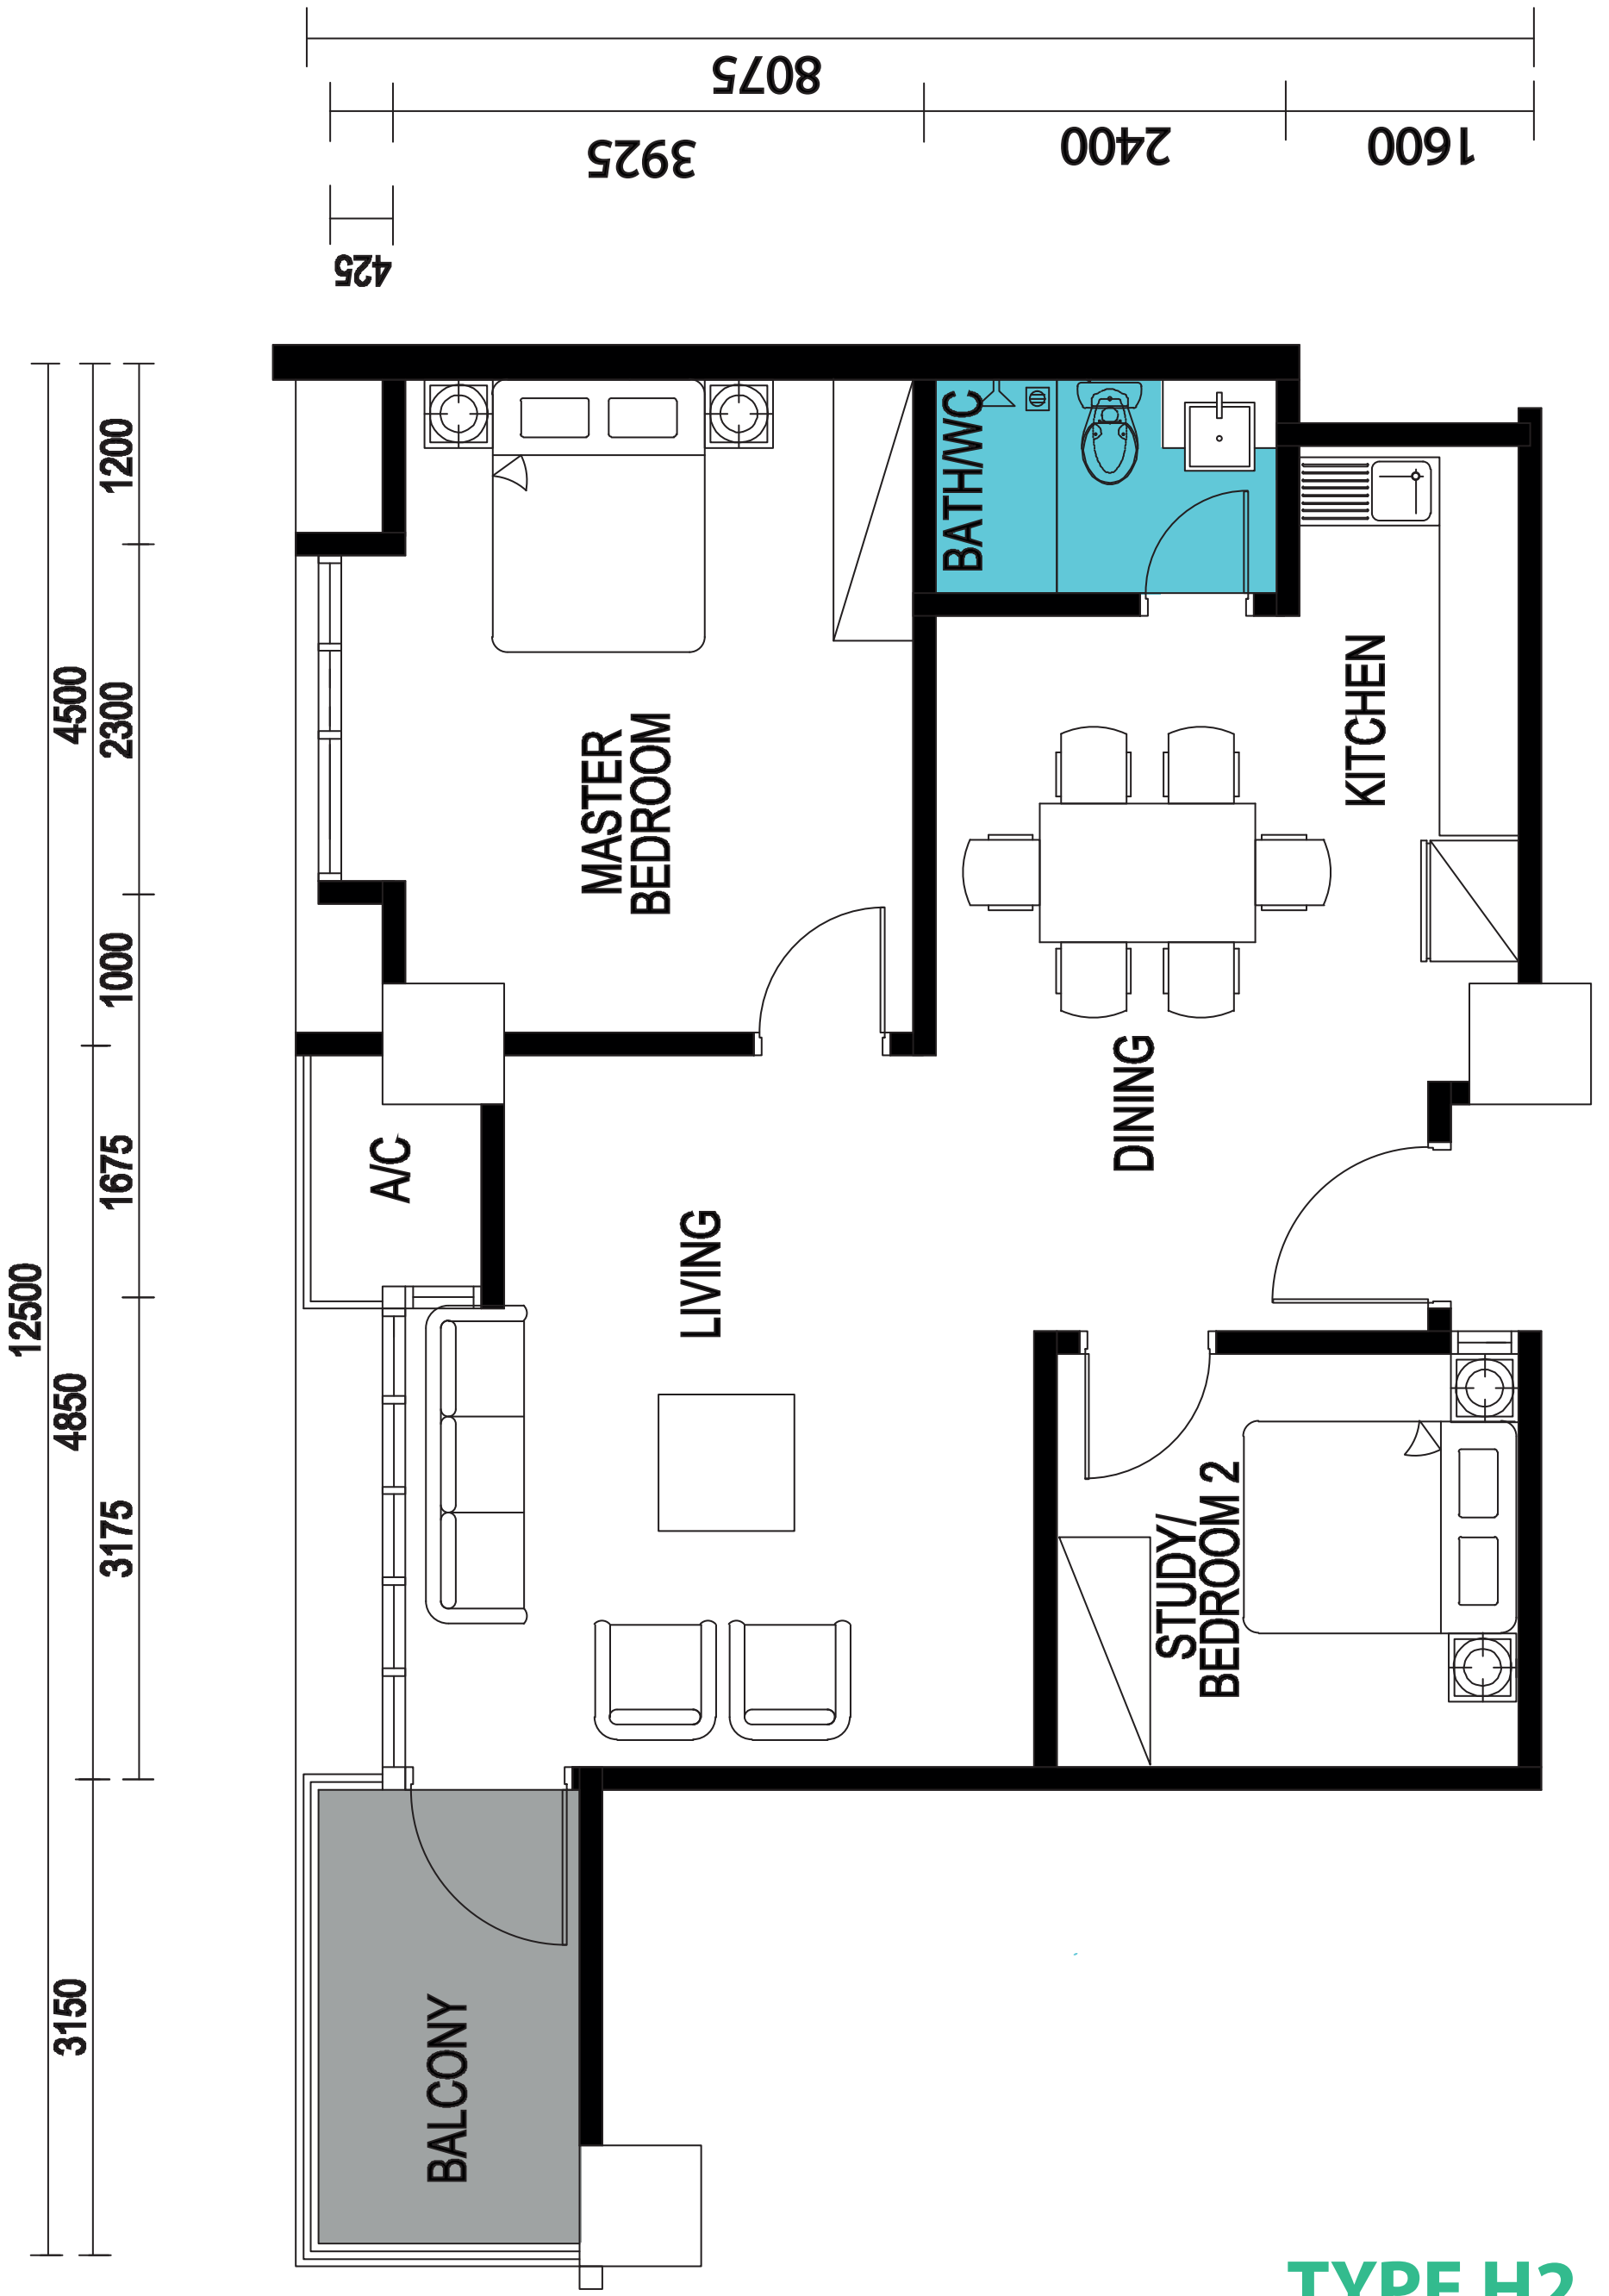 8075
3925
2400
1600
425
12500
4500
4850
3150
1200
2300
1000
1675
3175
MASTER
BEDROOM
BATH/WC
KITCHEN
DINING
A/C
LIVING
STUDY/
BEDROOM 2
BALCONY
TYPE H2